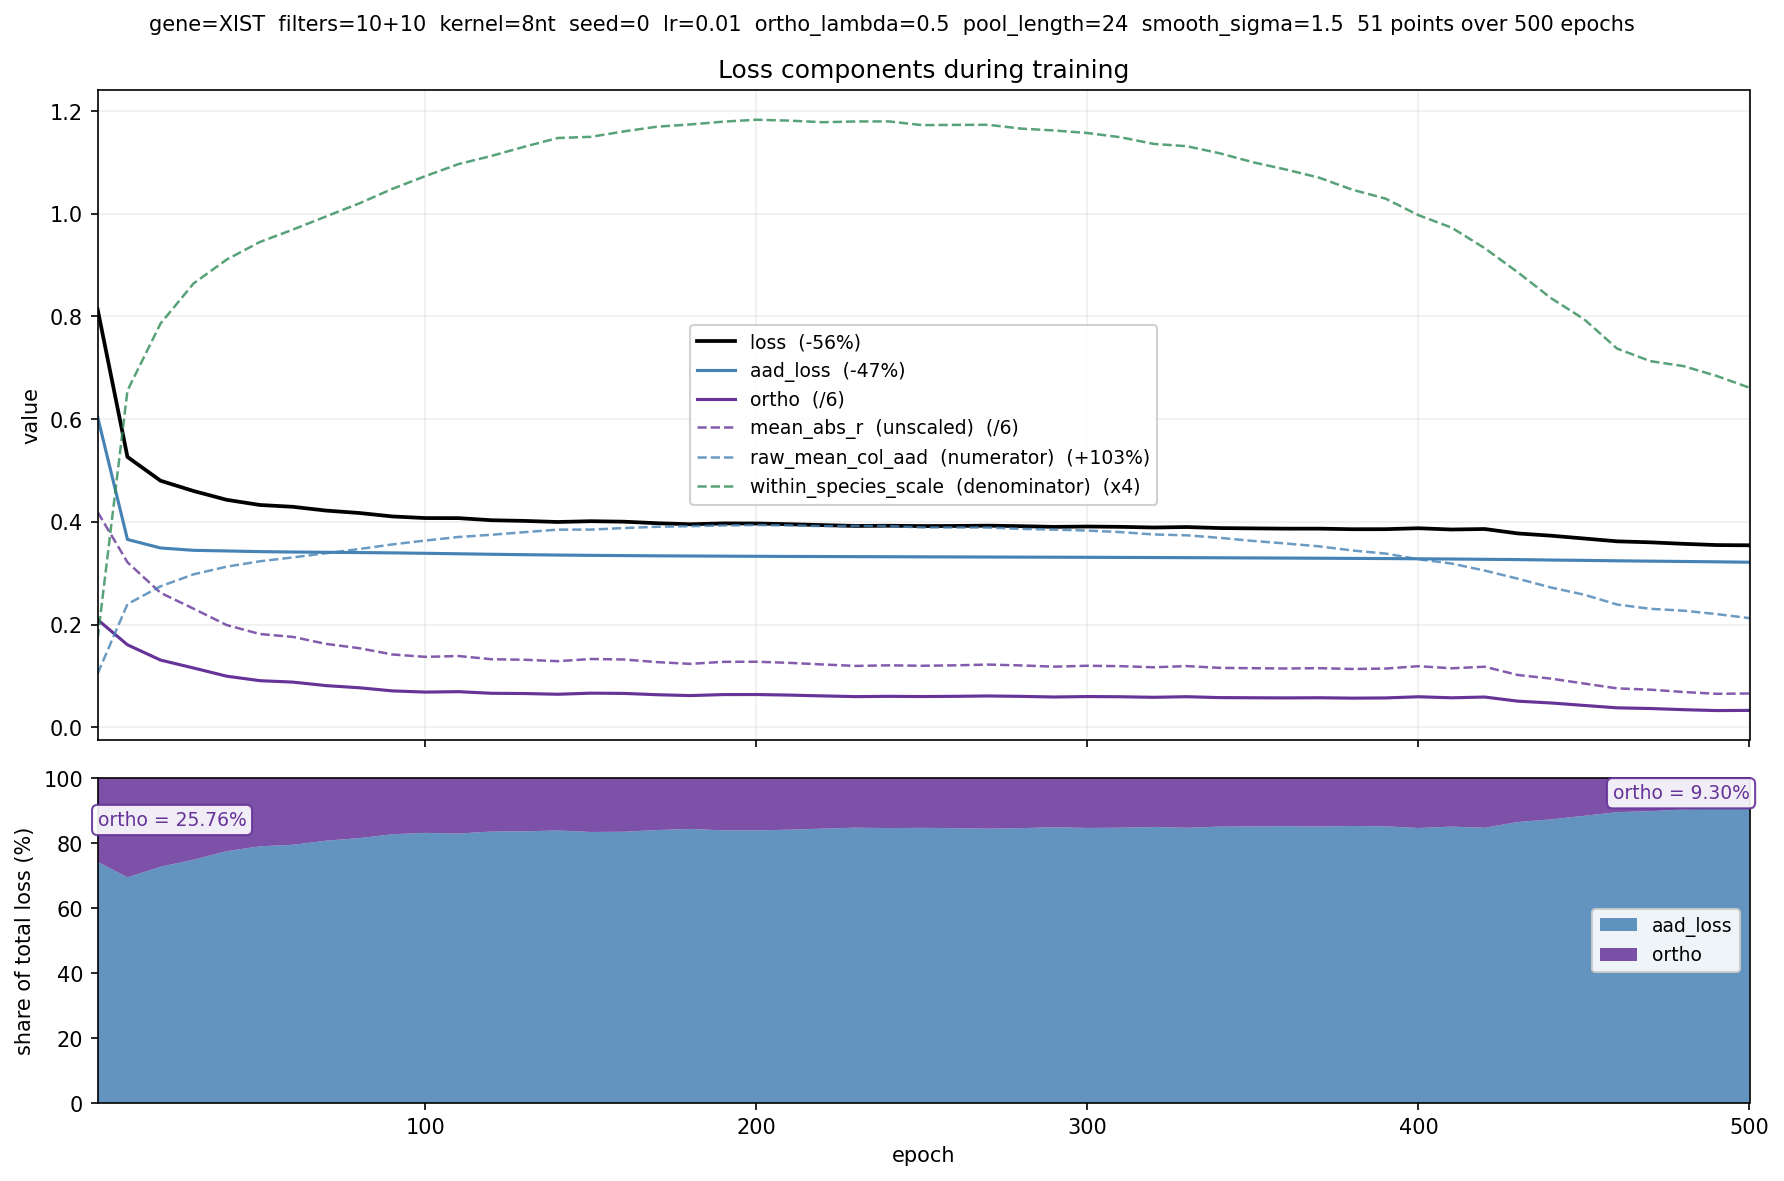 gene=XIST  filters=10+10  kernel=8nt  seed=0  lr=0.01  ortho_lambda=0.5  pool_length=24  smooth_sigma=1.5  51 points over 500 epochs
Loss components during training
1.2
1.0
0.8
0.6
0.4
0.2
0.0
value
loss  (-56%)
aad_loss  (-47%)
ortho  (/6)
mean_abs_r  (unscaled)  (/6)
raw_mean_col_aad  (numerator)  (+103%)
within_species_scale  (denominator)  (x4)
100
80
60
40
20
0
share of total loss (%)
ortho = 25.76%
ortho = 9.30%
aad_loss
ortho
100
200
300
400
500
epoch